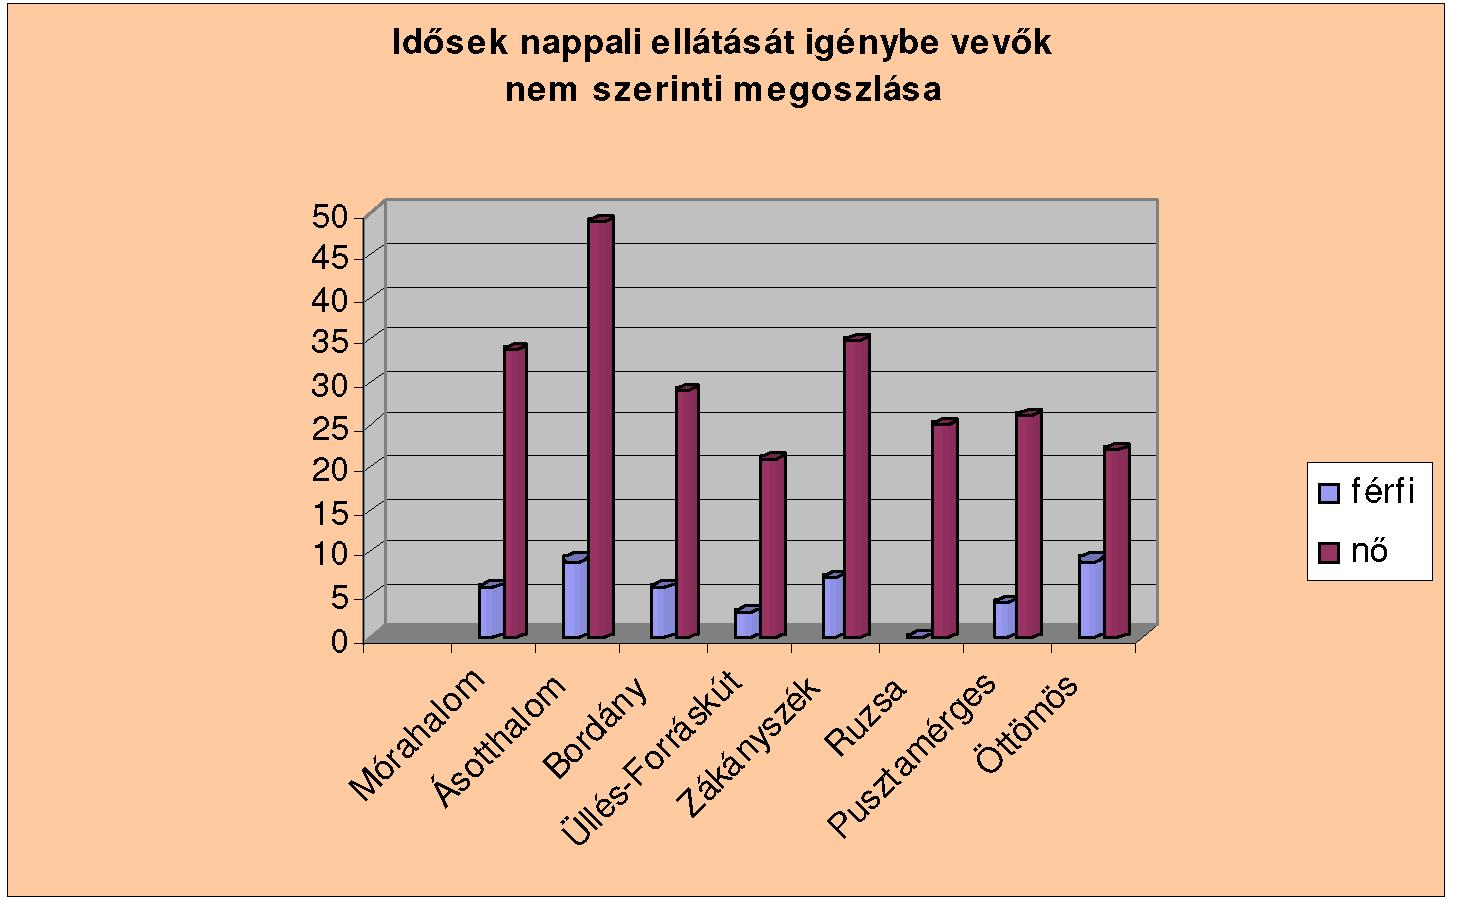 Idősek nappali ellátását igénybe vevők
nem szerinti megoszlása
50
45
40
35
30
25
20
15
10
5
0
Mórahalom
Ásotthalom
Bordány
Üllés-Forráskút
Zákányszék
Ruzsa
Pusztamérges
Öttömös
férfi
nő